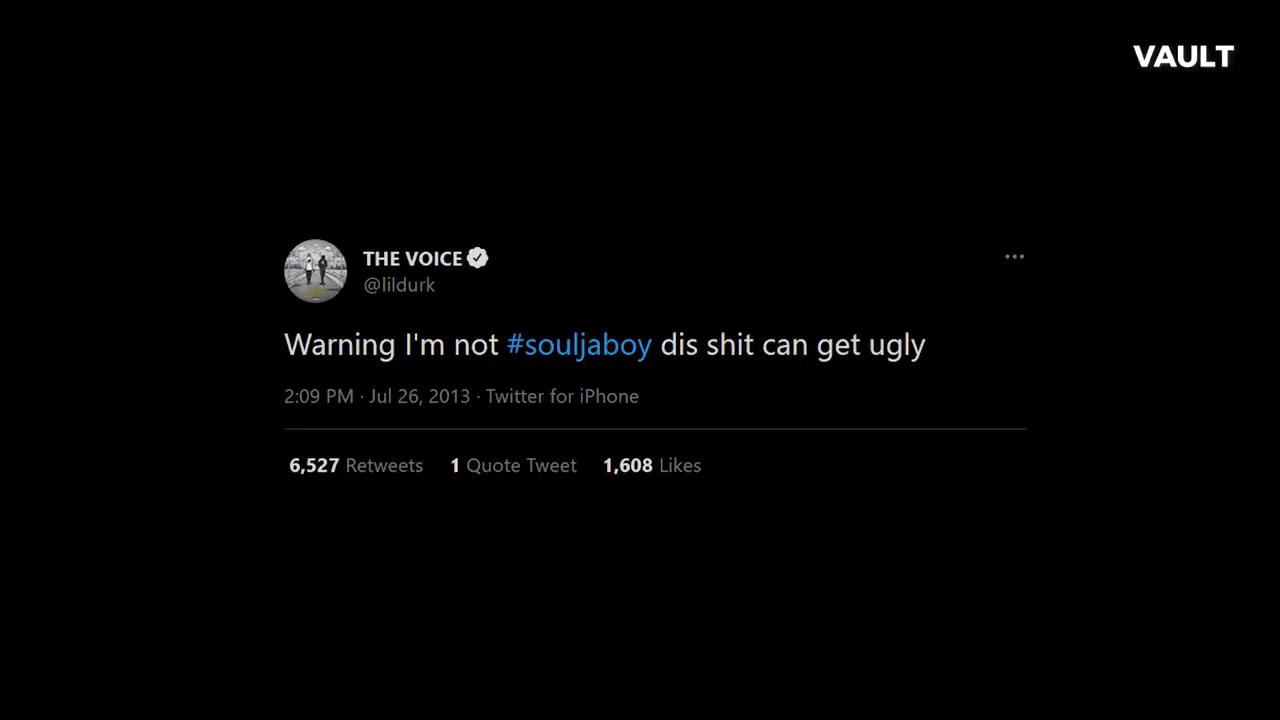 VAULT
THE VOICE
@lildurk
Warning I'm not #souljaboy dis shit can get ugly
2:09 PM · Jul 26, 2013 · Twitter for iPhone
6,527 Retweets 1 Quote Tweet 1,608 Likes